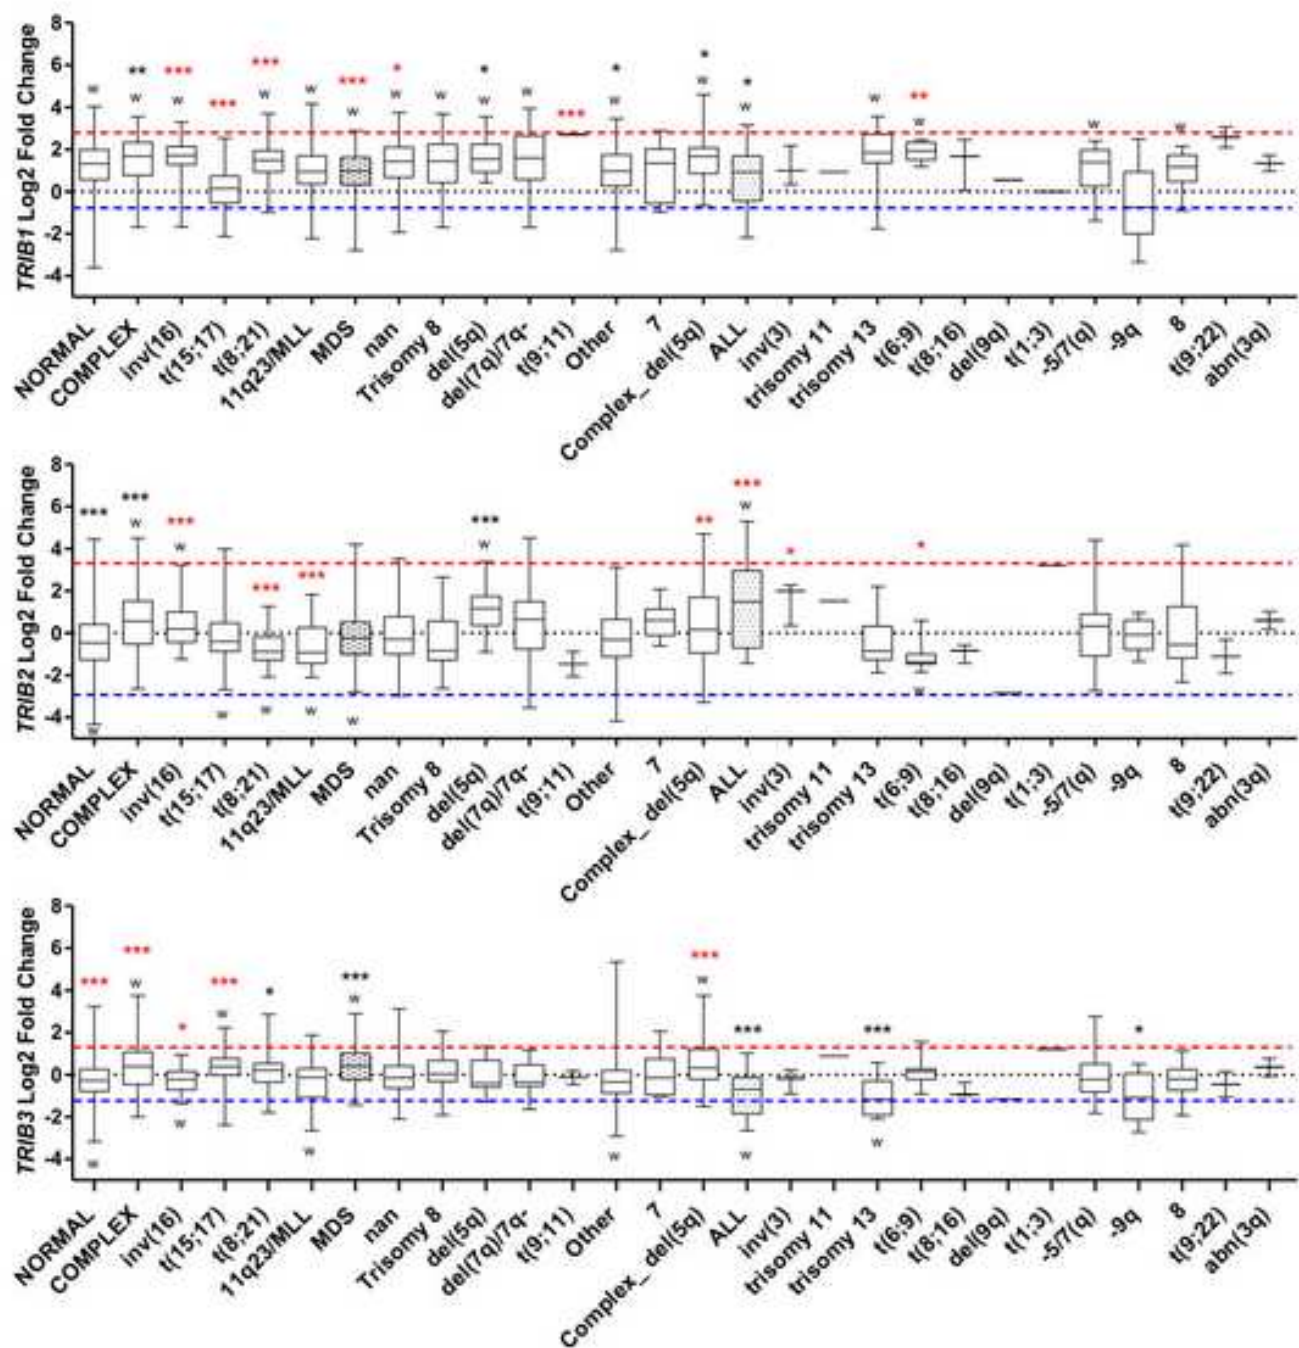 TRIB1 Log2 Fold Change
8
** *** *** *** *** * * *** * * * **
6
w w w w w w w w w w w w w w w w w w
4
2
0
-2
-4
NORMAL COMPLEX inv(16) t(15;17) t(8;21) 11q23/MLL MDS nan Trisomy 8 del(5q) del(7q)/7q- t(9;11) Other 7 Complex_ del(5q) ALL inv(3) trisomy 11 trisomy 13 t(6;9) t(8;16) del(9q) t(1;3) -5/7(q) -9q 8 t(9;22) abn(3q)
TRIB2 Log2 Fold Change
8
*** *** *** *** *** *** ** *** * *
6
4
2
0
-2
-4
w w w w w w w w w w
NORMAL COMPLEX inv(16) t(15;17) t(8;21) 11q23/MLL MDS nan Trisomy 8 del(5q) del(7q)/7q- t(9;11) Other 7 Complex_ del(5q) ALL inv(3) trisomy 11 trisomy 13 t(6;9) t(8;16) del(9q) t(1;3) -5/7(q) -9q 8 t(9;22) abn(3q)
TRIB3 Log2 Fold Change
8
*** *** * *** * *** *** *** *** *
6
4
2
0
-2
-4
w w w w w w w w w w
NORMAL COMPLEX inv(16) t(15;17) t(8;21) 11q23/MLL MDS nan Trisomy 8 del(5q) del(7q)/7q- t(9;11) Other 7 Complex_ del(5q) ALL inv(3) trisomy 11 trisomy 13 t(6;9) t(8;16) del(9q) t(1;3) -5/7(q) -9q 8 t(9;22) abn(3q)